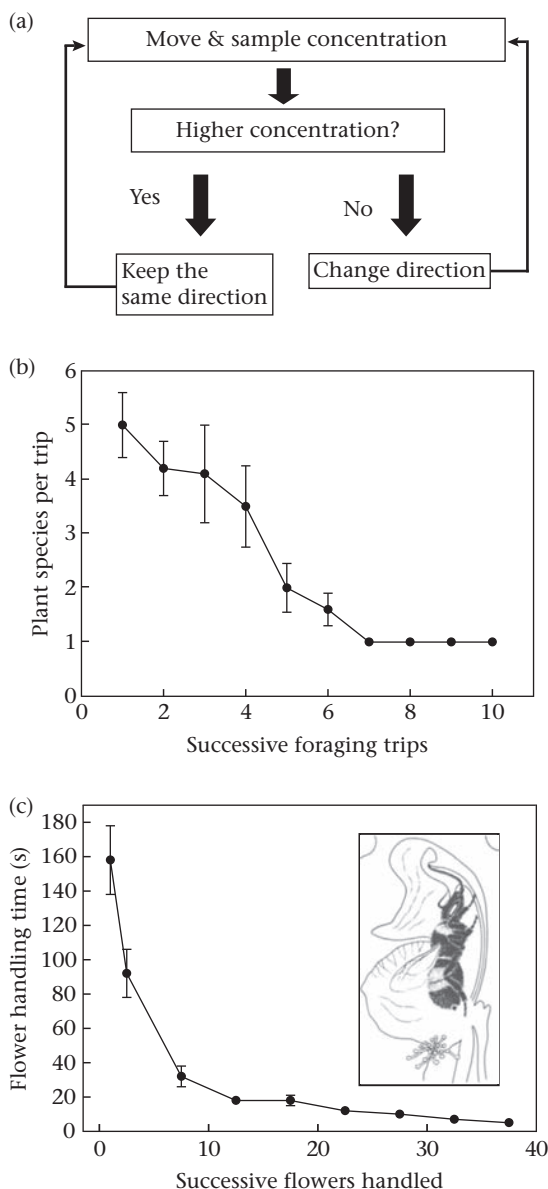 (a)
Move & sample concentration
Higher concentration?
Yes
No
Keep the
same direction
Change direction
(b)
6
5
4
3
2
1
0
Plant species per trip
0 2 4 6 8 10
Successive foraging trips
(c)
180
160
140
120
100
80
60
40
20
0
Flower handling time (s)
0 10 20 30 40
Successive flowers handled